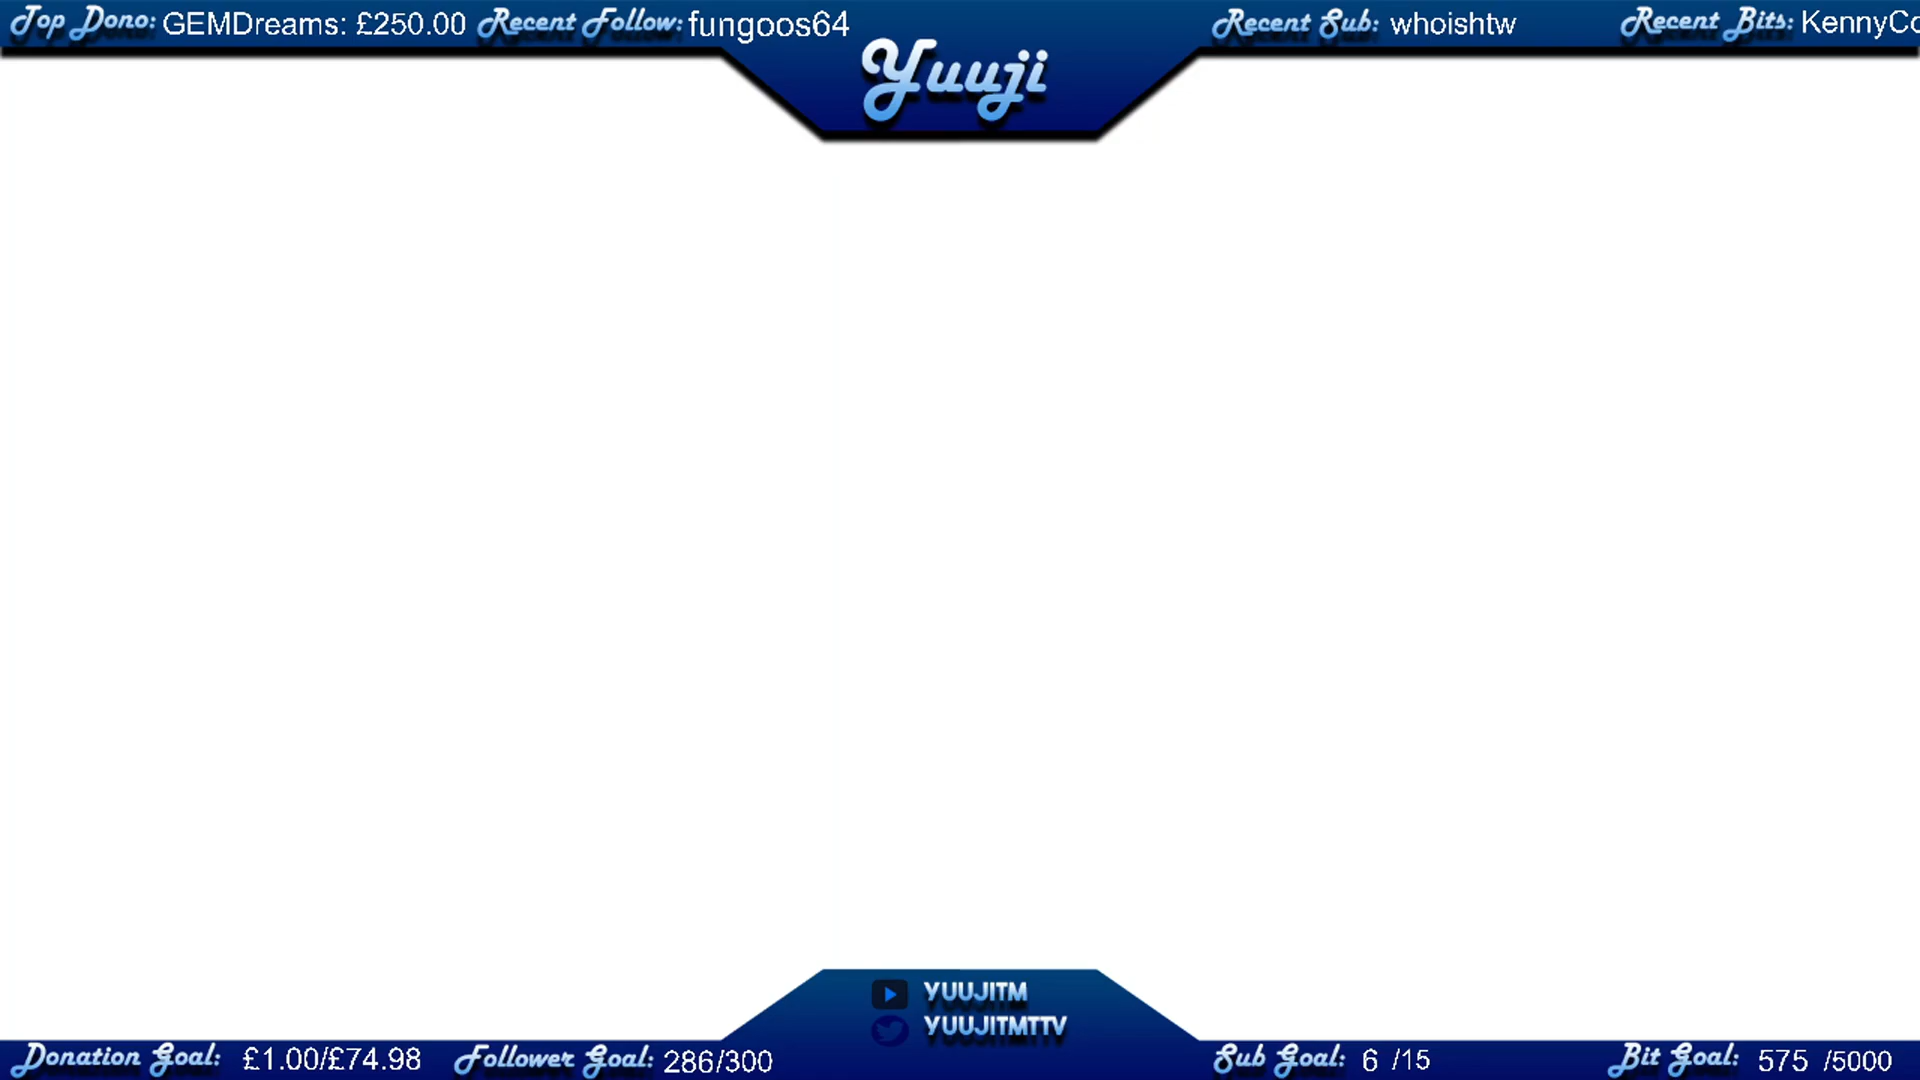 Top Dono: GEMDreams: £250.00 Recent Follow: fungoos64 Recent Sub: whoishtw Recent Bits:
Yuuji
YUUJITM
YUUJITMTTV
Donation Goal: £1.00/£74.98 Follower Goal: 286/300 Sub Goal: 6 /15 Bit Goal: 575 /5000